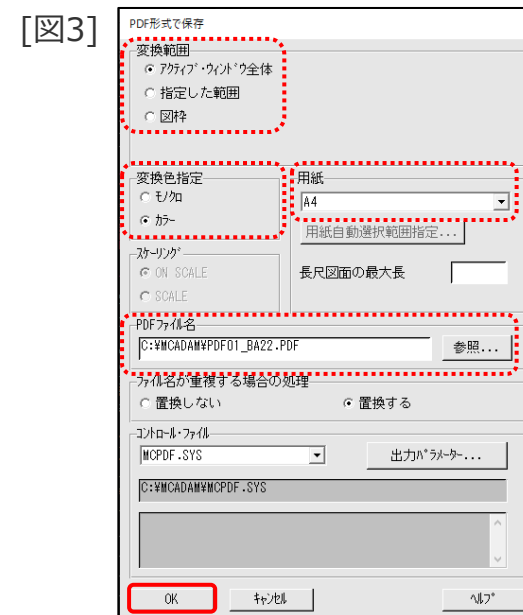 [図3]
PDF形式で保存
変換範囲
ｱｸﾃｨﾌﾞ･ｳｨﾝﾄﾞｳ全体
指定した範囲
図枠
変換色指定
ﾓﾉｸﾛ
ｶﾗｰ
用紙
A4
用紙自動選択範囲指定...
ｽｹｰﾘﾝｸﾞ
ON SCALE
SCALE
長尺図面の最大長
PDFﾌｧｲﾙ名
C:¥MCADAM¥PDF01_BA22.PDF
参照...
ﾌｧｲﾙ名が重複する場合の処理
置換しない
置換する
ｺﾝﾄﾛｰﾙ･ﾌｧｲﾙ
MCPDF.SYS
出力ﾊﾟﾗﾒｰﾀｰ...
C:¥MCADAM¥MCPDF.SYS
OK
ｷｬﾝｾﾙ
ﾍﾙﾌﾟ